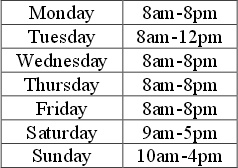 Monday 8am-8pm
Tuesday 8am-12pm
Wednesday 8am-8pm
Thursday 8am-8pm
Friday 8am-8pm
Saturday 9am-5pm
Sunday 10am-4pm